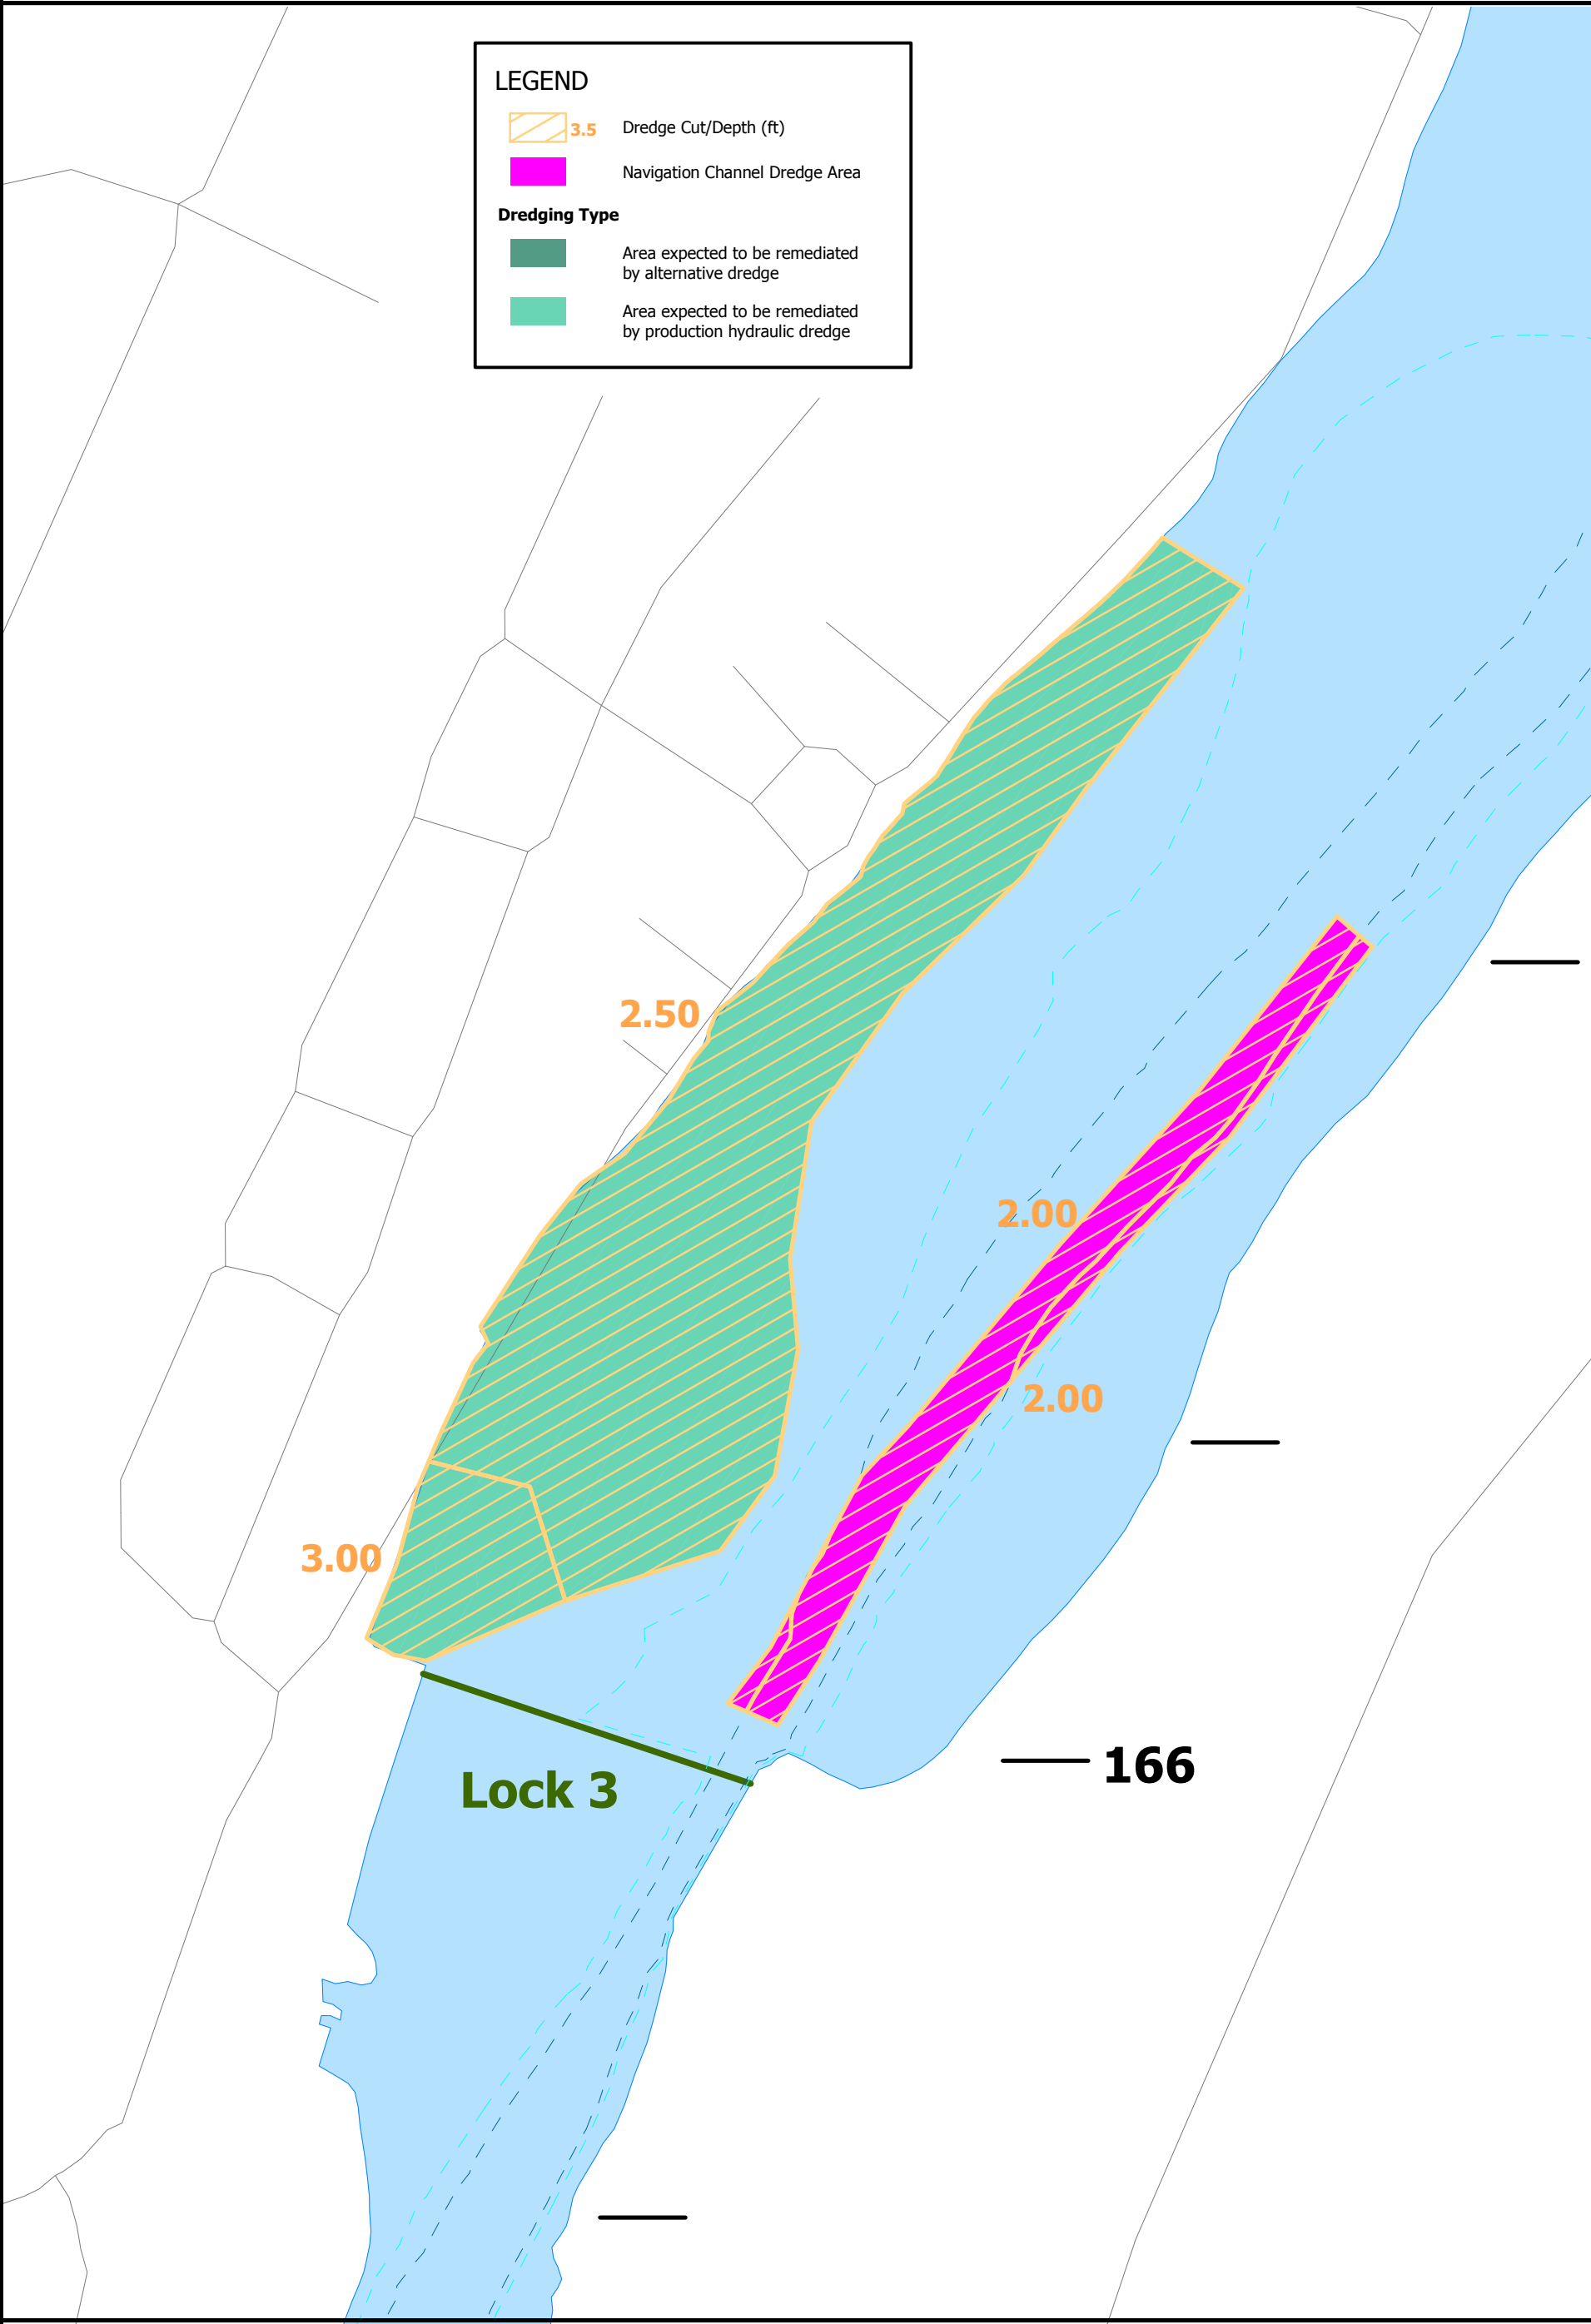 LEGEND
3.5 Dredge Cut/Depth (ft)
Navigation Channel Dredge Area
Dredging Type
Area expected to be remediated
by alternative dredge
Area expected to be remediated
by production hydraulic dredge
2.50
2.00
2.00
3.00
166
Lock 3